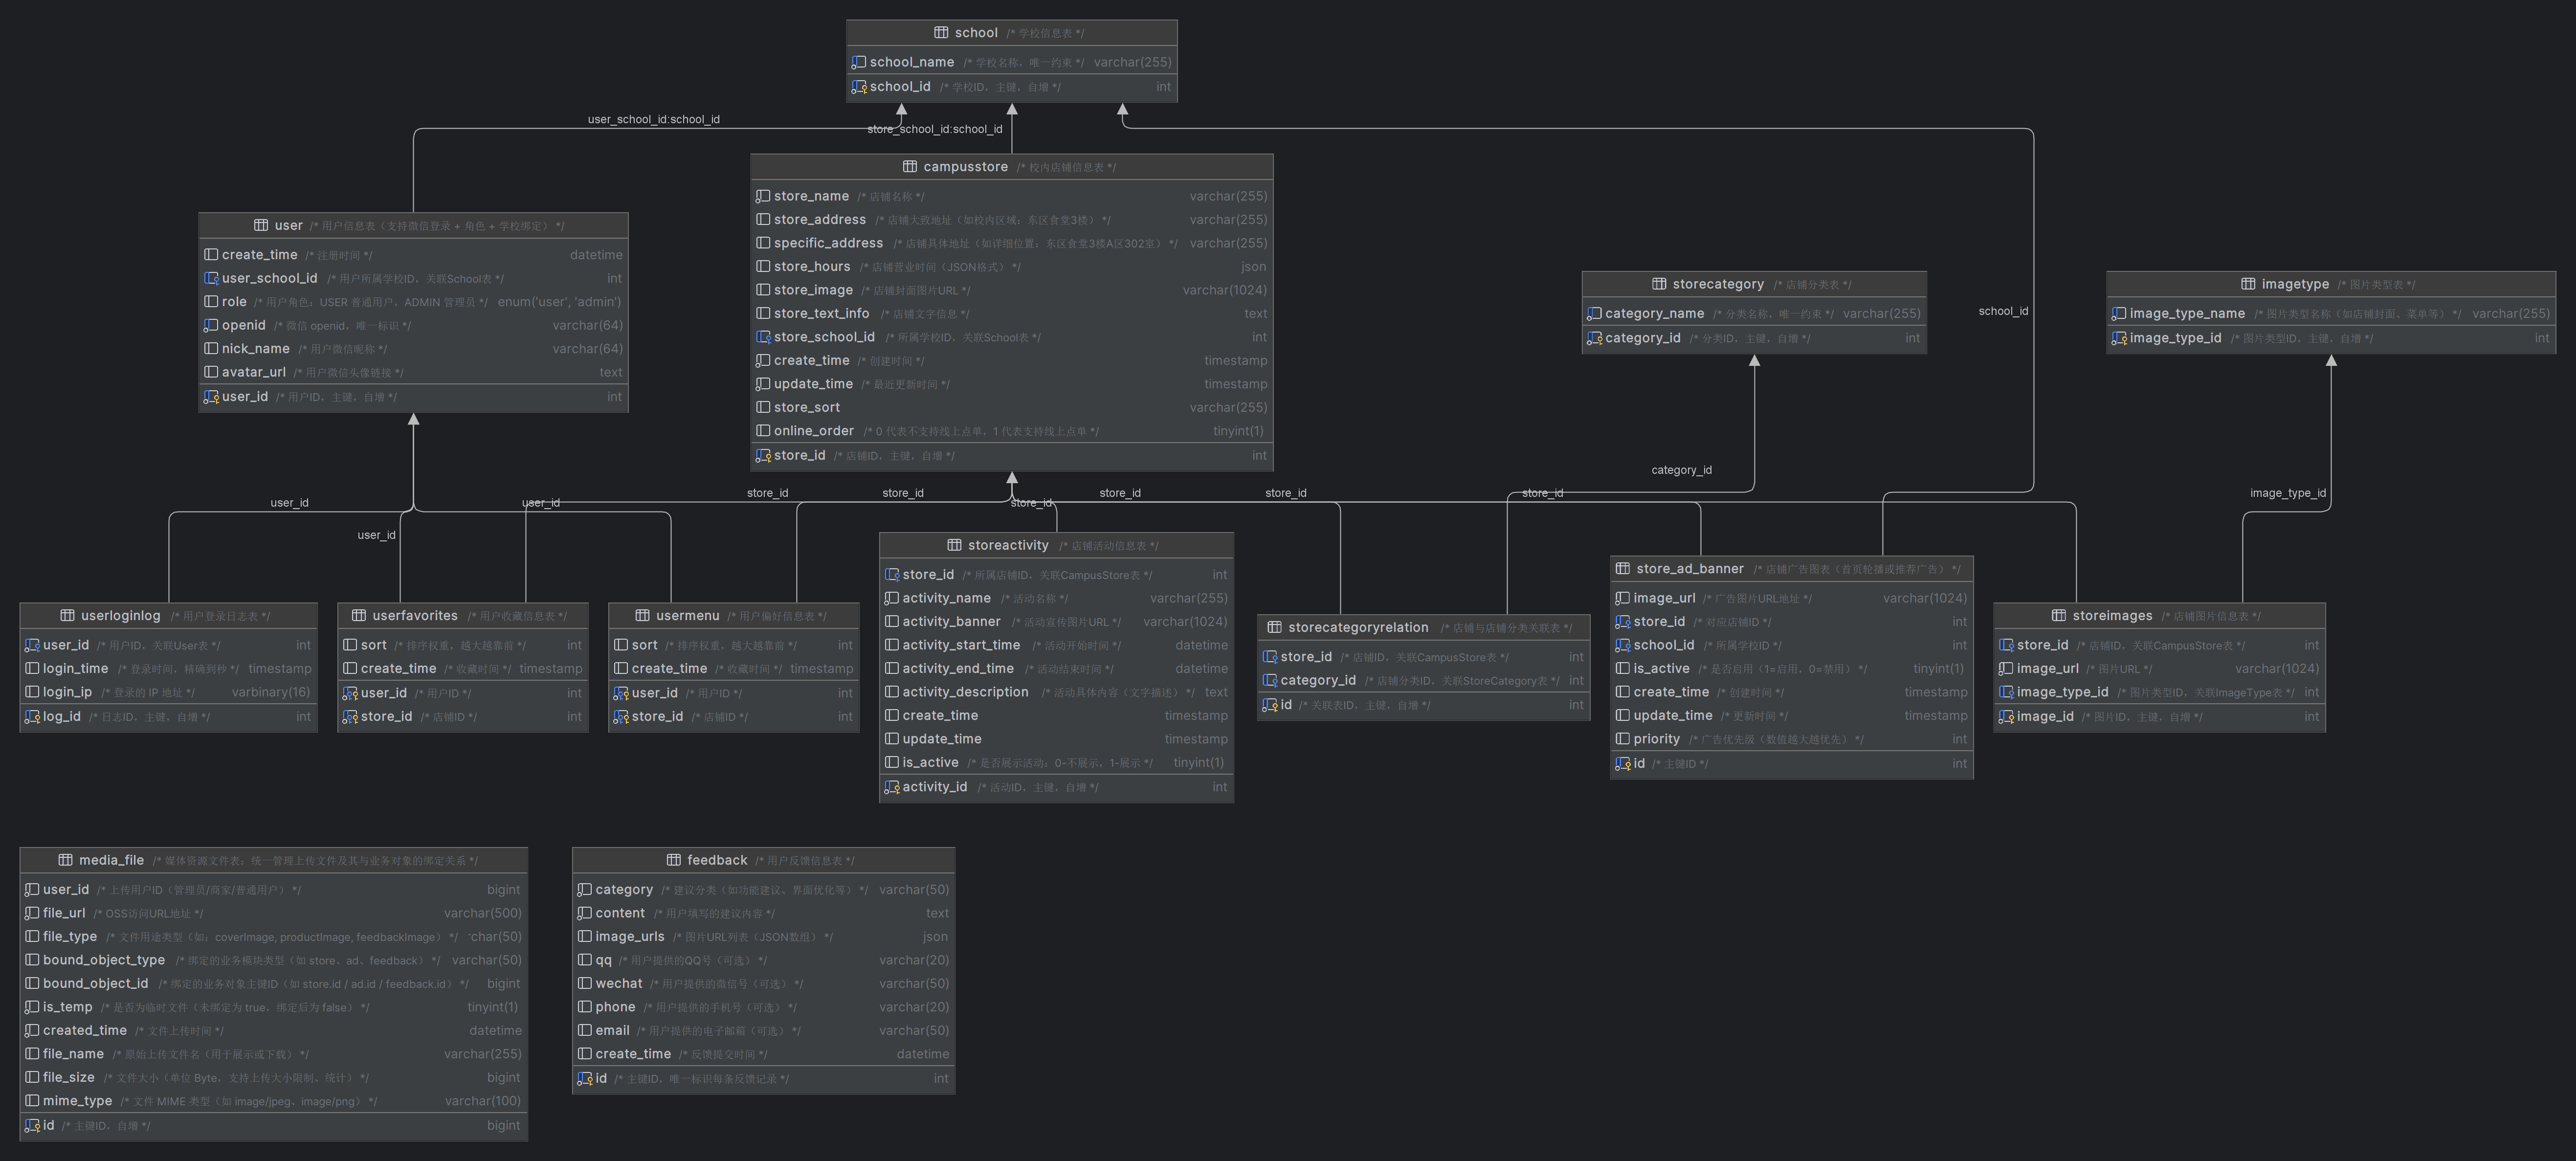 school /* 学校信息表 */
school_name /* 学校名称，唯一约束 */ varchar(255)
school_id /* 学校ID，主键，自增 */ int
user_school_id:school_id
store_school_id:school_id
school_id
campusstore /* 校内店铺信息表 */
store_name /* 店铺名称 */ varchar(255)
store_address /* 店铺大致地址（如校内区域：东区食堂3楼） */ varchar(255)
specific_address /* 店铺具体地址（如详细位置：东区食堂3楼A区302室） */ varchar(255)
store_hours /* 店铺营业时间（JSON格式） */ json
store_image /* 店铺封面图片URL */ varchar(1024)
store_text_info /* 店铺文字信息 */ text
store_school_id /* 所属学校ID，关联School表 */ int
create_time /* 创建时间 */ timestamp
update_time /* 最近更新时间 */ timestamp
store_sort varchar(255)
online_order /* 0 代表不支持线上点单，1 代表支持线上点单 */ tinyint(1)
store_id /* 店铺ID，主键，自增 */ int
user /* 用户信息表（支持微信登录 + 角色 + 学校绑定） */
create_time /* 注册时间 */ datetime
user_school_id /* 用户所属学校ID，关联School表 */ int
role /* 用户角色：USER 普通用户，ADMIN 管理员 */ enum('user', 'admin')
openid /* 微信 openid，唯一标识 */ varchar(64)
nick_name /* 用户微信昵称 */ varchar(64)
avatar_url /* 用户微信头像链接 */ text
user_id /* 用户ID，主键，自增 */ int
storecategory /* 店铺分类表 */
category_name /* 分类名称，唯一约束 */ varchar(255)
category_id /* 分类ID，主键，自增 */ int
imagetype /* 图片类型表 */
image_type_name /* 图片类型名称（如店铺封面、菜单等） */ varchar(255)
image_type_id /* 图片类型ID，主键，自增 */ int
category_id
image_type_id
user_id
user_id
user_id
store_id
store_id
store_id
store_id
store_id
store_id
userloginlog /* 用户登录日志表 */
user_id /* 用户ID，关联User表 */ int
login_time /* 登录时间，精确到秒 */ timestamp
login_ip /* 登录的 IP 地址 */ varbinary(16)
log_id /* 日志ID，主键，自增 */ int
userfavorites /* 用户收藏信息表 */
sort /* 排序权重，越大越靠前 */ int
create_time /* 收藏时间 */ timestamp
user_id /* 用户ID */ int
store_id /* 店铺ID */ int
usermenu /* 用户偏好信息表 */
sort /* 排序权重，越大越靠前 */ int
create_time /* 收藏时间 */ timestamp
user_id /* 用户ID */ int
store_id /* 店铺ID */ int
storeactivity /* 店铺活动信息表 */
store_id /* 所属店铺ID，关联CampusStore表 */ int
activity_name /* 活动名称 */ varchar(255)
activity_banner /* 活动宣传图片URL */ varchar(1024)
activity_start_time /* 活动开始时间 */ datetime
activity_end_time /* 活动结束时间 */ datetime
activity_description /* 活动具体内容（文字描述） */ text
create_time timestamp
update_time timestamp
is_active /* 是否展示活动：0-不展示，1-展示 */ tinyint(1)
activity_id /* 活动ID，主键，自增 */ int
storecategoryrelation /* 店铺与店铺分类关联表 */
store_id /* 店铺ID，关联CampusStore表 */ int
category_id /* 店铺分类ID，关联StoreCategory表 */ int
id /* 关联表ID，主键，自增 */ int
store_ad_banner /* 店铺广告图表（首页轮播或推荐广告） */
image_url /* 广告图片URL地址 */ varchar(1024)
store_id /* 对应店铺ID */ int
school_id /* 所属学校ID */ int
is_active /* 是否启用（1=启用，0=禁用） */ tinyint(1)
create_time /* 创建时间 */ timestamp
update_time /* 更新时间 */ timestamp
priority /* 广告优先级（数值越大越优先） */ int
id /* 主键ID */ int
storeimages /* 店铺图片信息表 */
store_id /* 店铺ID，关联CampusStore表 */ int
image_url /* 图片URL */ varchar(1024)
image_type_id /* 图片类型ID，关联ImageType表 */ int
image_id /* 图片ID，主键，自增 */ int
media_file /* 媒体资源文件表：统一管理上传文件及其与业务对象的绑定关系 */
user_id /* 上传用户ID（管理员/商家/普通用户） */ bigint
file_url /* OSS访问URL地址 */ varchar(500)
file_type /* 文件用途类型（如：coverImage, productImage, feedbackImage） */ char(50)
bound_object_type /* 绑定的业务模块类型（如 store、ad、feedback） */ varchar(50)
bound_object_id /* 绑定的业务对象主键ID（如 store.id / ad.id / feedback.id） */ bigint
is_temp /* 是否为临时文件（未绑定为 true，绑定后为 false） */ tinyint(1)
created_time /* 文件上传时间 */ datetime
file_name /* 原始上传文件名（用于展示或下载） */ varchar(255)
file_size /* 文件大小（单位 Byte，支持上传大小限制、统计） */ bigint
mime_type /* 文件 MIME 类型（如 image/jpeg、image/png） */ varchar(100)
id /* 主键ID，自增 */ bigint
feedback /* 用户反馈信息表 */
category /* 建议分类（如功能建议、界面优化等） */ varchar(50)
content /* 用户填写的建议内容 */ text
image_urls /* 图片URL列表（JSON数组） */ json
qq /* 用户提供的QQ号（可选） */ varchar(20)
wechat /* 用户提供的微信号（可选） */ varchar(50)
phone /* 用户提供的手机号（可选） */ varchar(20)
email /* 用户提供的电子邮箱（可选） */ varchar(50)
create_time /* 反馈提交时间 */ datetime
id /* 主键ID，唯一标识每条反馈记录 */ int